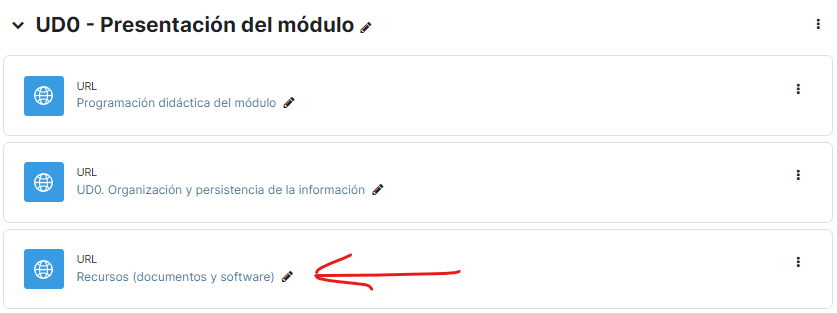 UD0 - Presentación del módulo
URL
Programación didáctica del módulo
URL
UD0. Organización y persistencia de la información
URL
Recursos (documentos y software)